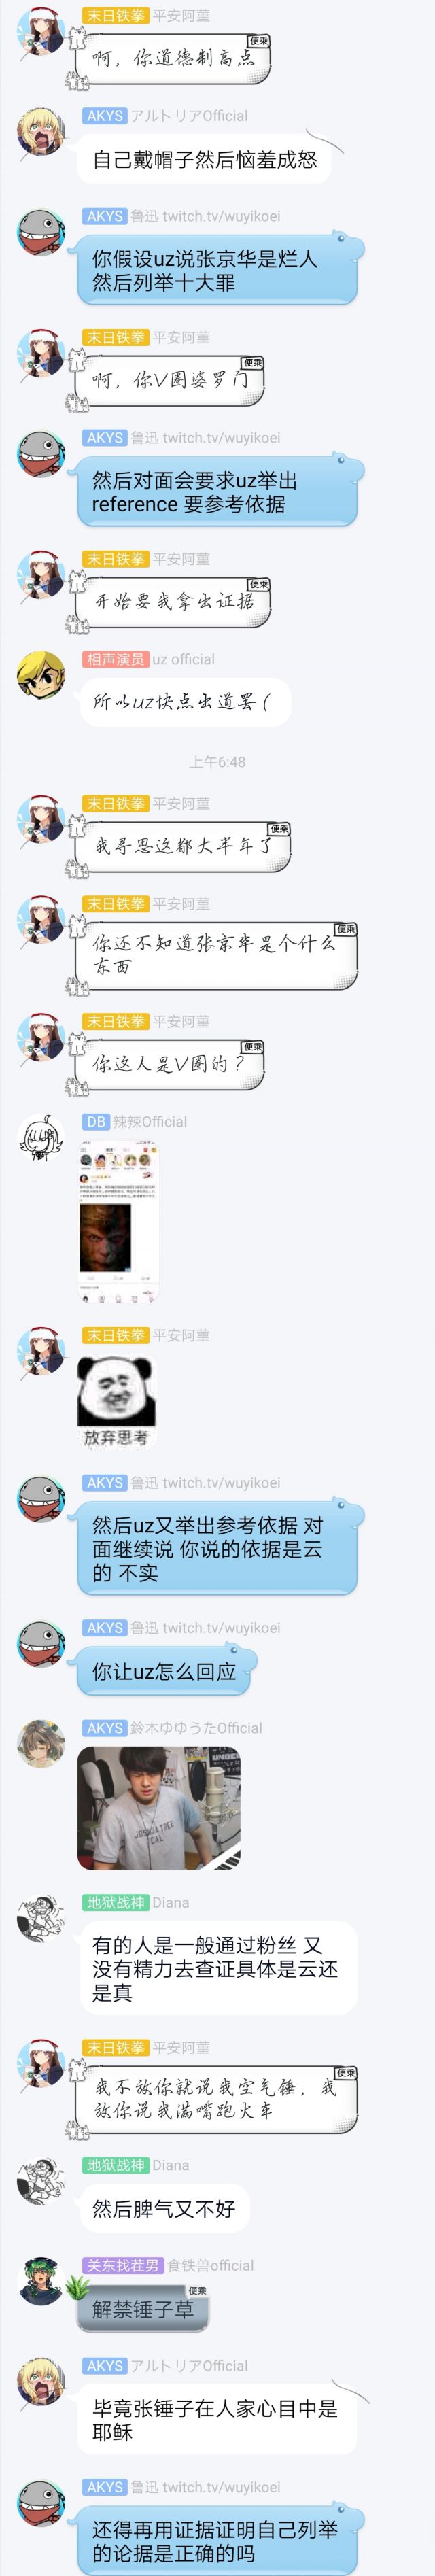 末日铁拳 平安阿菫
便乘
啊，你道德制高点
AKYS アルトリアOfficial
自己戴帽子然后恼羞成怒
AKYS 鲁迅 twitch.tv/wuyikoei
你假设uz说张京华是烂人
然后列举十大罪
末日铁拳 平安阿菫
便乘
啊，你V圈婆罗门
AKYS 鲁迅 twitch.tv/wuyikoei
然后对面会要求uz举出
reference 要参考依据
末日铁拳 平安阿菫
便乘
开始要我拿出证据
相声演员 uz official
所以uz快点出道罢（
上午6:48
末日铁拳 平安阿菫
便乘
我寻思这都大半年了
末日铁拳 平安阿菫
便乘
你还不知道张京华是个什么
东西
末日铁拳 平安阿菫
便乘
你这人是V圈的？
DB 辣辣Official
末日铁拳 平安阿菫
放弃思考
AKYS 鲁迅 twitch.tv/wuyikoei
然后uz又举出参考依据 对
面继续说 你说的依据是云
的 不实
AKYS 鲁迅 twitch.tv/wuyikoei
你让uz怎么回应
AKYS 鈴木ゆゆうたOfficial
JOSHUA TREE
CAL
地狱战神 Diana
有的人是一般通过粉丝 又
没有精力去查证具体是云还
是真
末日铁拳 平安阿菫
便乘
我不放你就说我空气锤，我
放你说我满嘴跑火车
地狱战神 Diana
然后脾气又不好
关东找茬男 食铁兽official
便乘
解禁锤子草
AKYS アルトリアOfficial
毕竟张锤子在人家心目中是
耶稣
AKYS 鲁迅 twitch.tv/wuyikoei
还得再用证据证明自己列举
的论据是正确的吗